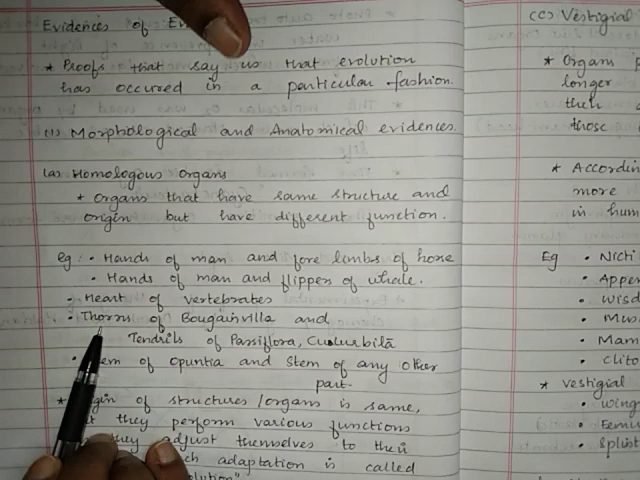 Evidences of
* Proofs that say us that evolution
has occured in a particular fashion.
(1) Morphological and Anatomical evidences.
(a) Homologous Organs
* Organs that have same structure and
origin but have different function.
eg: • Hands of man and fore limbs of horse
• Hands of man and flipper of whale.
• Heart of vertebrates
• Thorns of Bougainvilla and
Tendrils of Passiflora, Cucurbita
of opuntia and stem of any other
part.
* of structures/organs is same,
they perform various functions
adjust themselves to their
adaptation is called
(c) Vestigial
* Organ
longer
then
those
* Accordin
more
in hum
Eg • Nicti
• Appen
• Wisd
• Mus
• Mam
• Clito
* Vestigial
• Wing
• Femu
• Splint